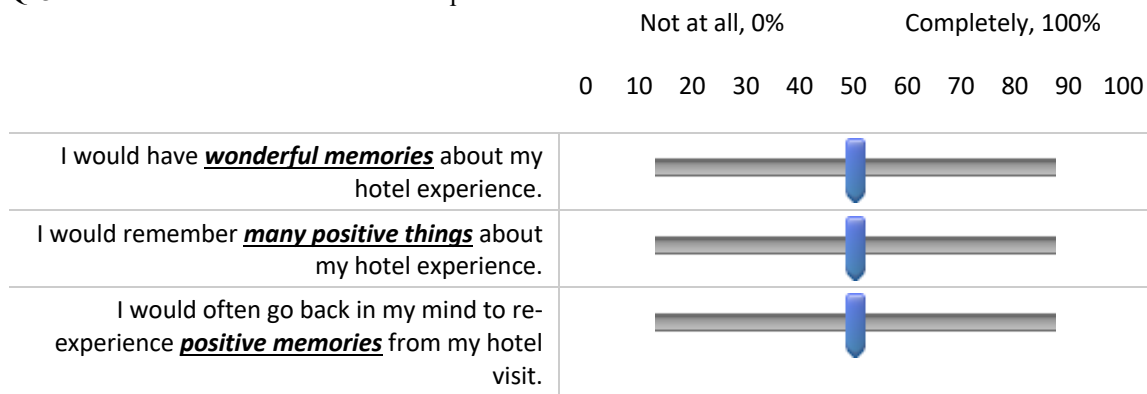 Not at all, 0% Completely, 100%
0 10 20 30 40 50 60 70 80 90 100
I would have wonderful memories about my
hotel experience.
I would remember many positive things about
my hotel experience.
I would often go back in my mind to re-
experience positive memories from my hotel
visit.